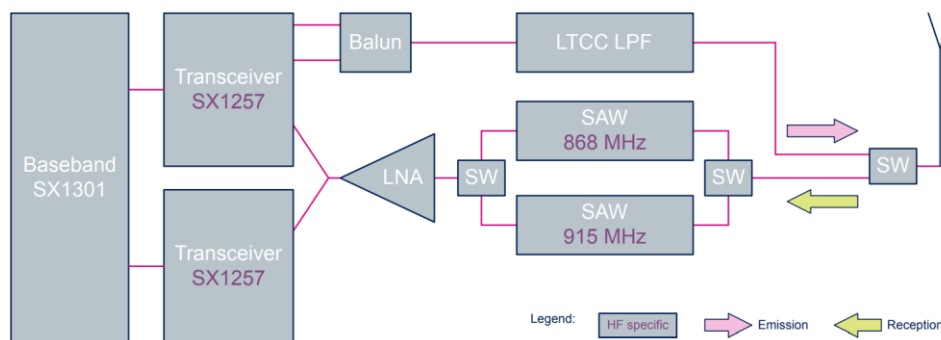 Baseband
SX1301
Transceiver
SX1257
Balun
LTCC LPF
SAW
868 MHz
LNA
SW
SW
SW
SAW
915 MHz
Transceiver
SX1257
Legend:
HF specific
Emission
Reception